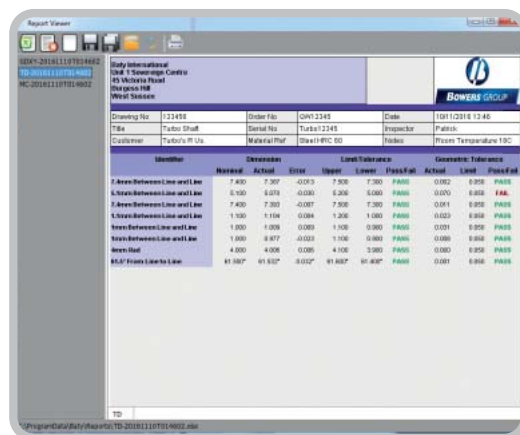 Report Viewer
TD-20161110T014602
MC-20161110T014602
Baty International
Unit 1 Sovereign Centre
45 Victoria Road
Burgess Hill
West Sussex
BOWERS GROUP
Drawing No 123456 Order No GW12345 Date 10/11/2016 13:46
Title Turbo Shaft Serial No Turbo12345 Inspector Patrick
Customer Turbo's R Us Material Ref Steel HRC 60 Notes Room Temperature 18C
Identifier Dimension Limit/Tolerance Geometric Tolerance
Nominal Actual Error Upper Lower Pass/Fail Actual Limit Pass/Fail
7.4mm Between Line and Line 7.400 7.387 -0.013 7.500 7.300 PASS 0.002 0.050 PASS
5.1mm Between Line and Line 5.100 5.070 -0.030 5.200 5.000 PASS 0.070 0.050 FAIL
7.4mm Between Line and Line 7.400 7.393 -0.007 7.500 7.300 PASS 0.011 0.050 PASS
1.1mm Between Line and Line 1.100 1.104 0.004 1.200 1.000 PASS 0.023 0.050 PASS
1mm Between Line and Line 1.000 1.009 0.009 1.100 0.900 PASS 0.031 0.050 PASS
1mm Between Line and Line 1.000 0.977 -0.023 1.100 0.900 PASS 0.050 PASS
4mm Rad 4.000 4.006 4.100 3.900 PASS 0.050 PASS
61.5° From Line to Line 61.500° 61.532° 0.032° 61.600° 61.400° PASS 0.001 0.050 PASS
TD
\ProgramData\Baty\Reports\TD-20161110T014602.xlsx